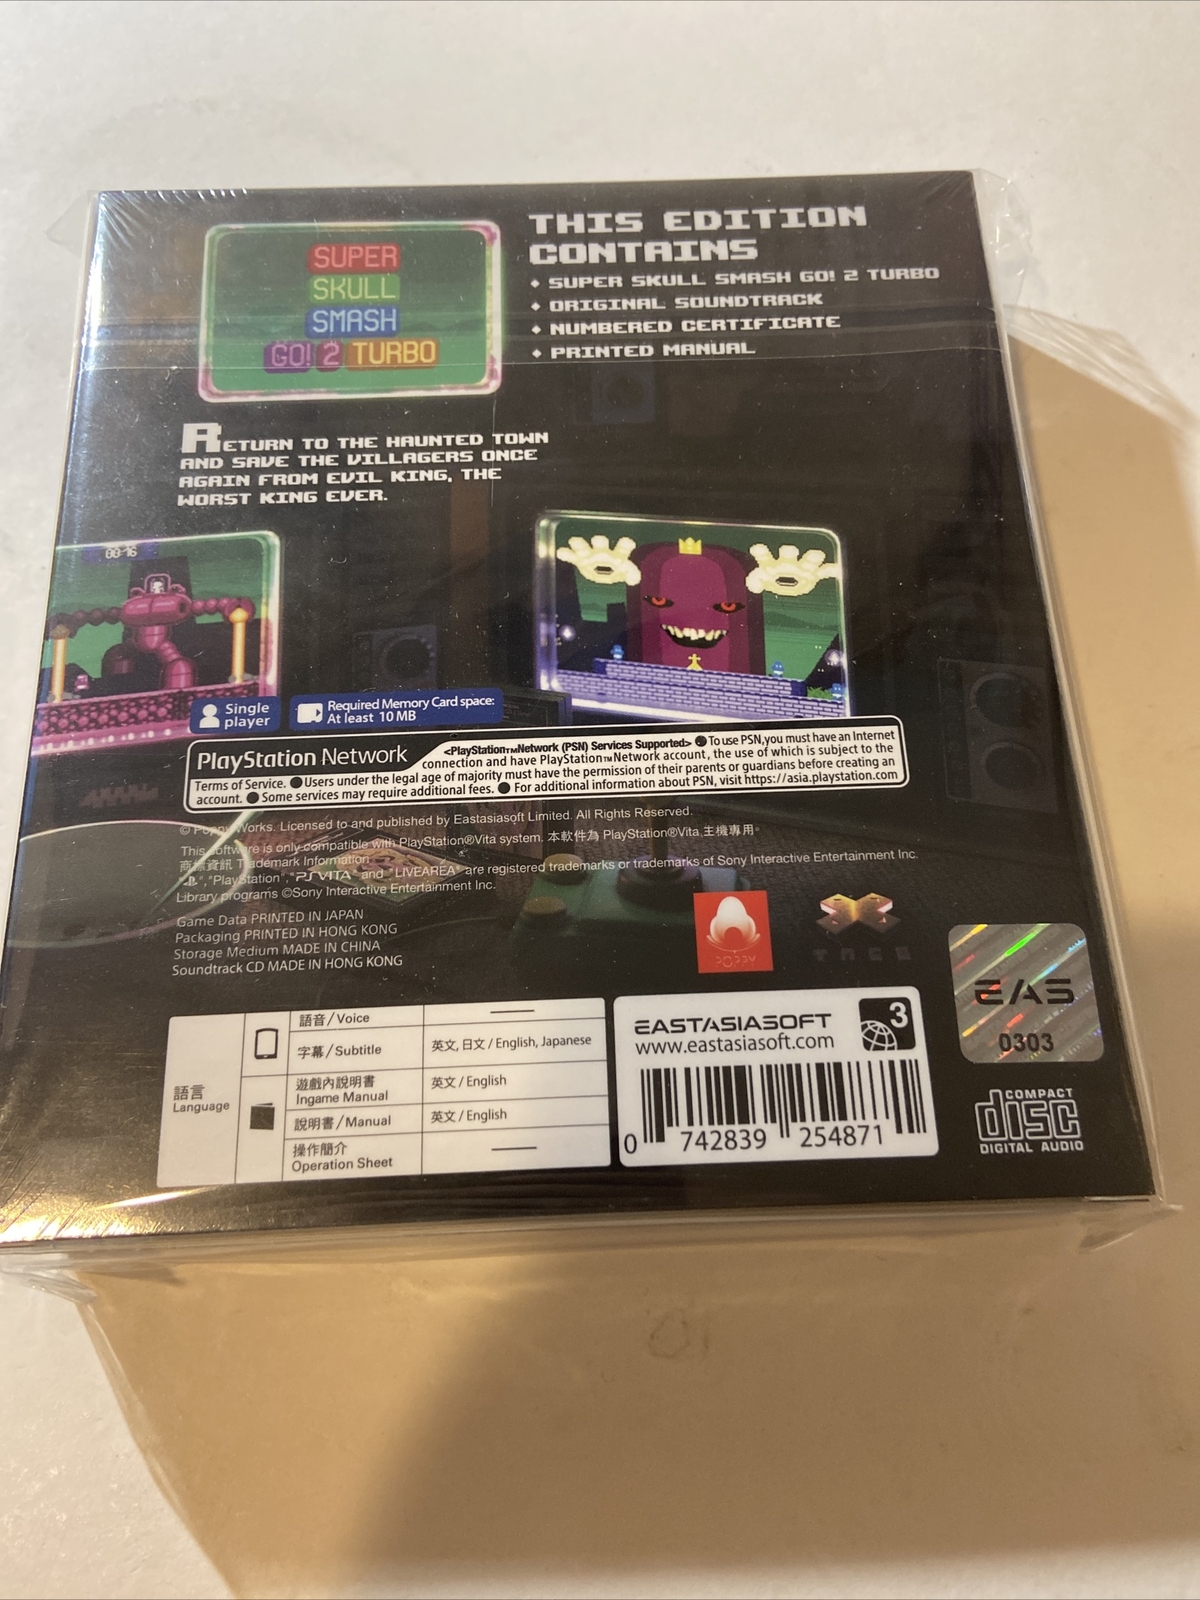 SUPER
SKULL
SMASH
GO! 2 TURBO
THIS EDITION
CONTAINS
◆ SUPER SKULL SMASH GO! 2 TURBO
◆ ORIGINAL SOUNDTRACK
◆ NUMBERED CERTIFICATE
◆ PRINTED MANUAL
RETURN TO THE HAUNTED TOWN
AND SAVE THE VILLAGERS ONCE
AGAIN FROM EVIL KING, THE
WORST KING EVER.
00:16
Single
player
Required Memory Card space:
At least 10 MB
PlayStation Network
<PlayStation™Network (PSN) Services Supported> ● To use PSN, you must have an Internet
connection and have PlayStation™Network account, the use of which is subject to the
Terms of Service. ● Users under the legal age of majority must have the permission of their parents or guardians before creating an
account. ● Some services may require additional fees. ● For additional information about PSN, visit https://asia.playstation.com
© Poppy Works. Licensed to and published by Eastasiasoft Limited. All Rights Reserved.
This software is only compatible with PlayStation®Vita system. 本軟件為 PlayStation®Vita 主機專用。
商標資訊 Trademark Information
"PlayStation", "PSVITA" and "LIVEAREA" are registered trademarks or trademarks of Sony Interactive Entertainment Inc.
Library programs ©Sony Interactive Entertainment Inc.
Game Data PRINTED IN JAPAN
Packaging PRINTED IN HONG KONG
Storage Medium MADE IN CHINA
Soundtrack CD MADE IN HONG KONG
POPPY
EAS
0303
語言
Language
語音/Voice
字幕/Subtitle 英文, 日文 / English, Japanese
遊戲內說明書
Ingame Manual 英文 / English
說明書/Manual 英文 / English
操作簡介
Operation Sheet
EASTASIASOFT
www.eastasiasoft.com
3
0 742839 254871
COMPACT
disc
DIGITAL AUDIO